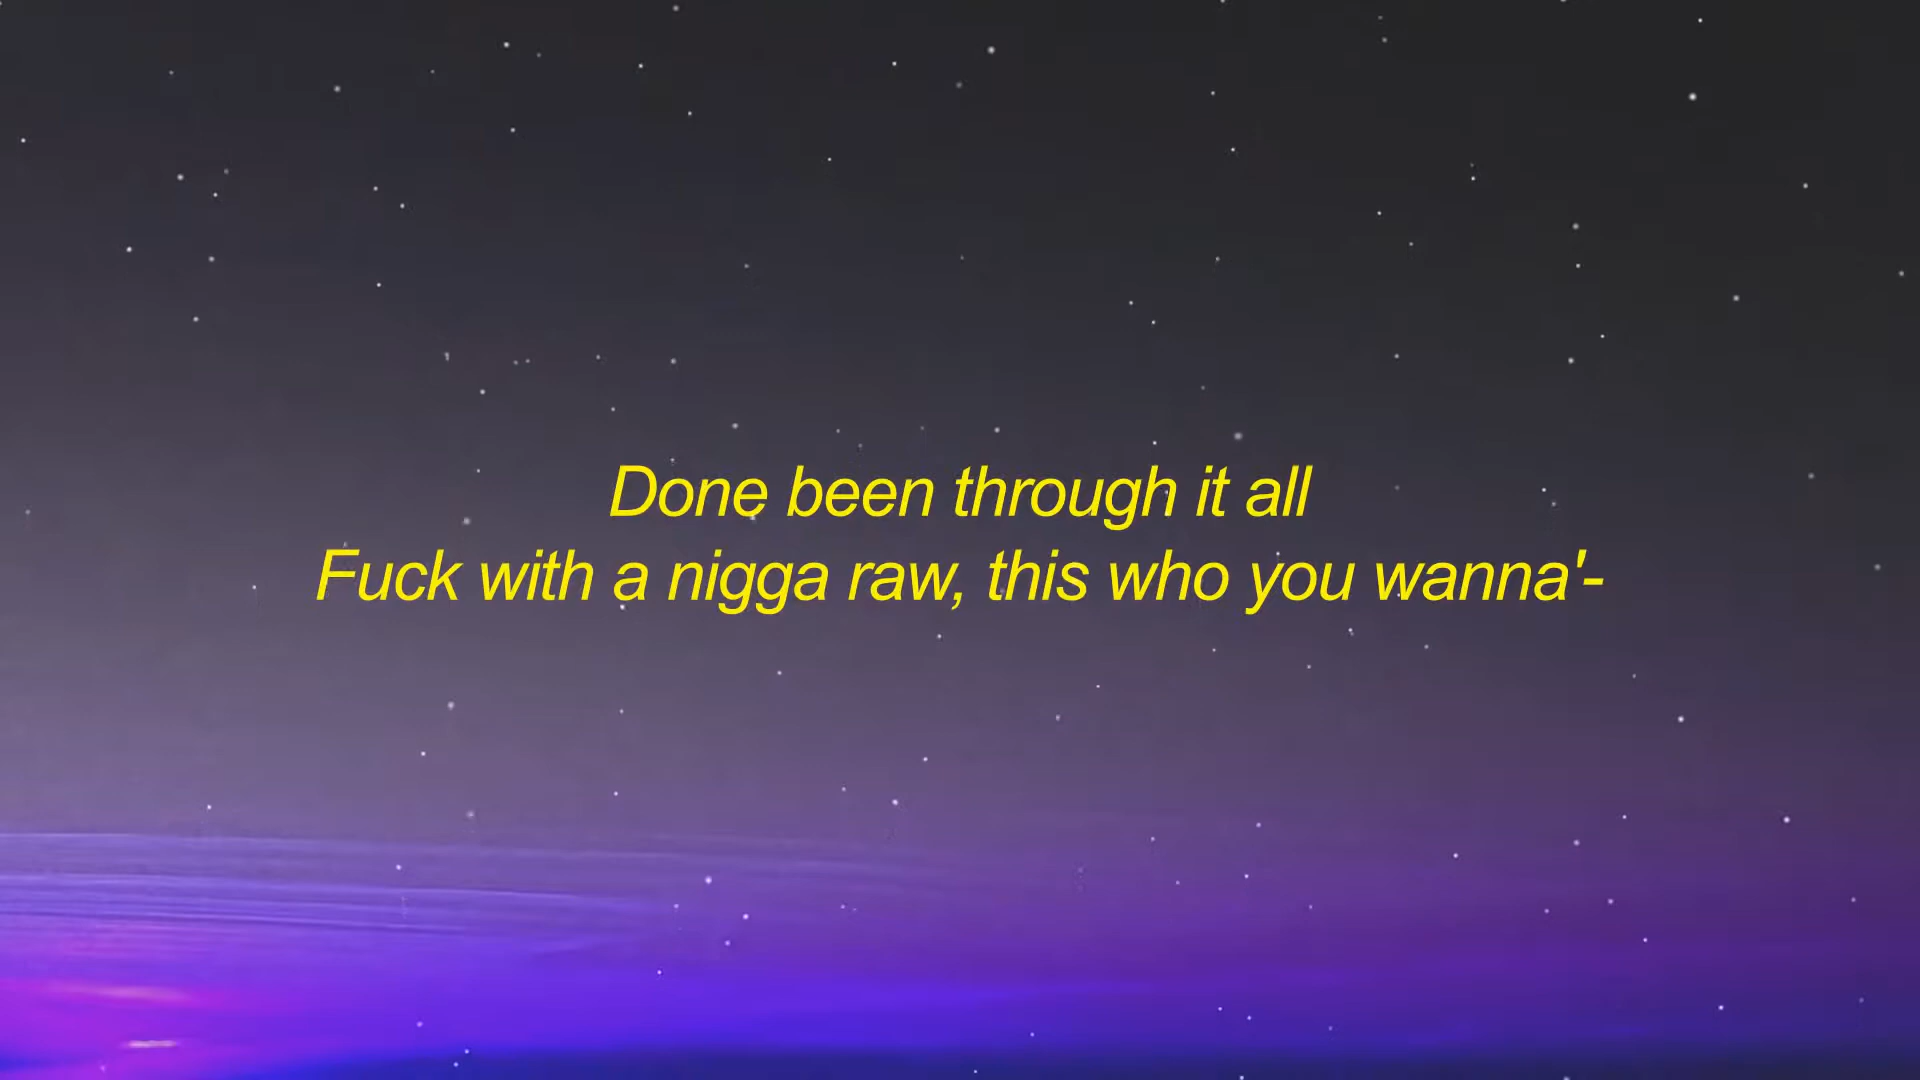 Done been through it all
Fuck with a nigga raw, this who you wanna'-